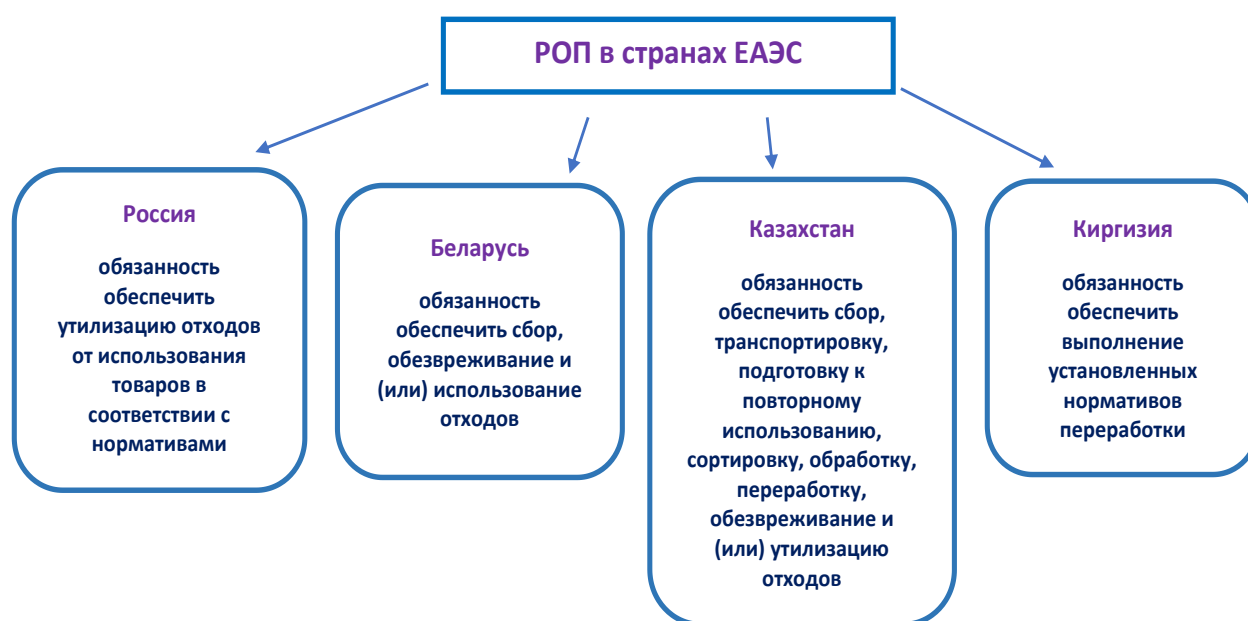 РОП в странах ЕАЭС
Россия
обязанность
обеспечить
утилизацию отходов
от использования
товаров в
соответствии с
нормативами
Беларусь
обязанность
обеспечить сбор,
обезвреживание и
(или) использование
отходов
Казахстан
обязанность
обеспечить сбор,
транспортировку,
подготовку к
повторному
использованию,
сортировку, обработку,
переработку,
обезвреживание и
(или) утилизацию
отходов
Киргизия
обязанность
обеспечить
выполнение
установленных
нормативов
переработки